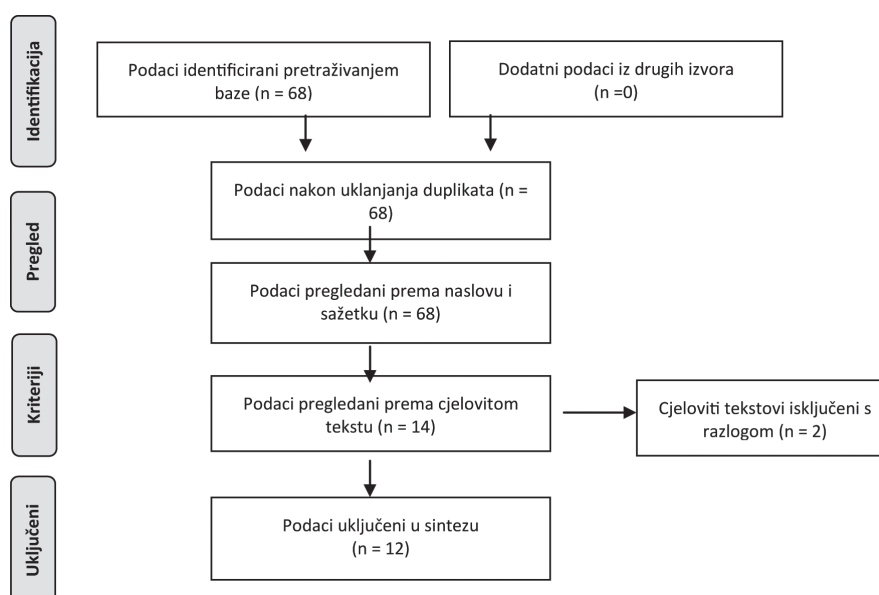 Identifikacija
Podaci identificirani pretraživanjem
baze (n = 68)
Dodatni podaci iz drugih izvora
(n =0)
Pregled
Podaci nakon uklanjanja duplikata (n =
68)
Podaci pregledani prema naslovu i
sažetku (n = 68)
Kriteriji
Podaci pregledani prema cjelovitom
tekstu (n = 14)
Cjeloviti tekstovi isključeni s
razlogom (n = 2)
Uključeni
Podaci uključeni u sintezu
(n = 12)